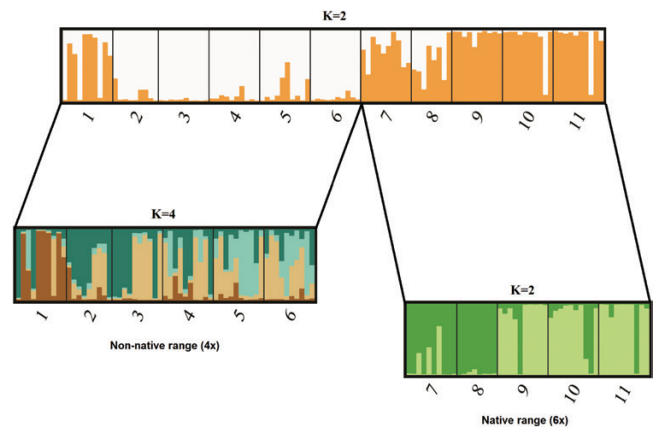 K=2
1 2 3 4 5 6 7 8 9 10 11
K=4
1 2 3 4 5 6
Non-native range (4x)
K=2
7 8 9 10 11
Native range (6x)